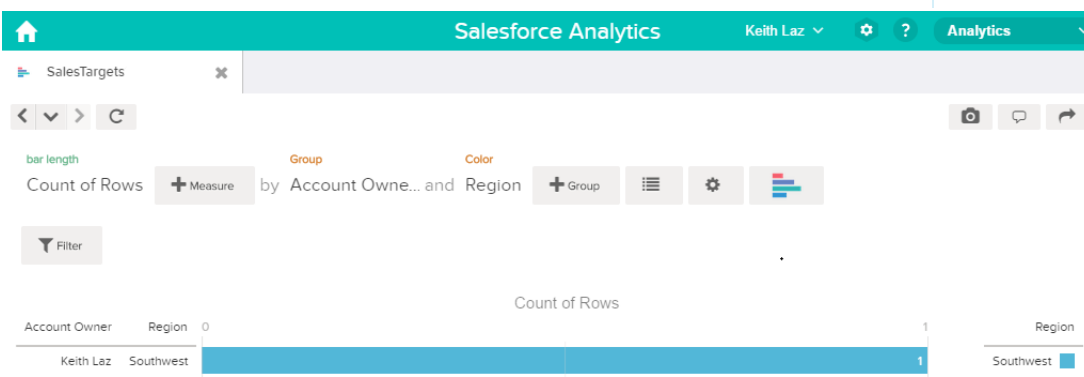 Salesforce Analytics Keith Laz ? Analytics
SalesTargets
bar length Group Color
Count of Rows + Measure by Account Owne... and Region + Group
Filter
Count of Rows
Account Owner Region 0 1 Region
Keith Laz Southwest 1 Southwest